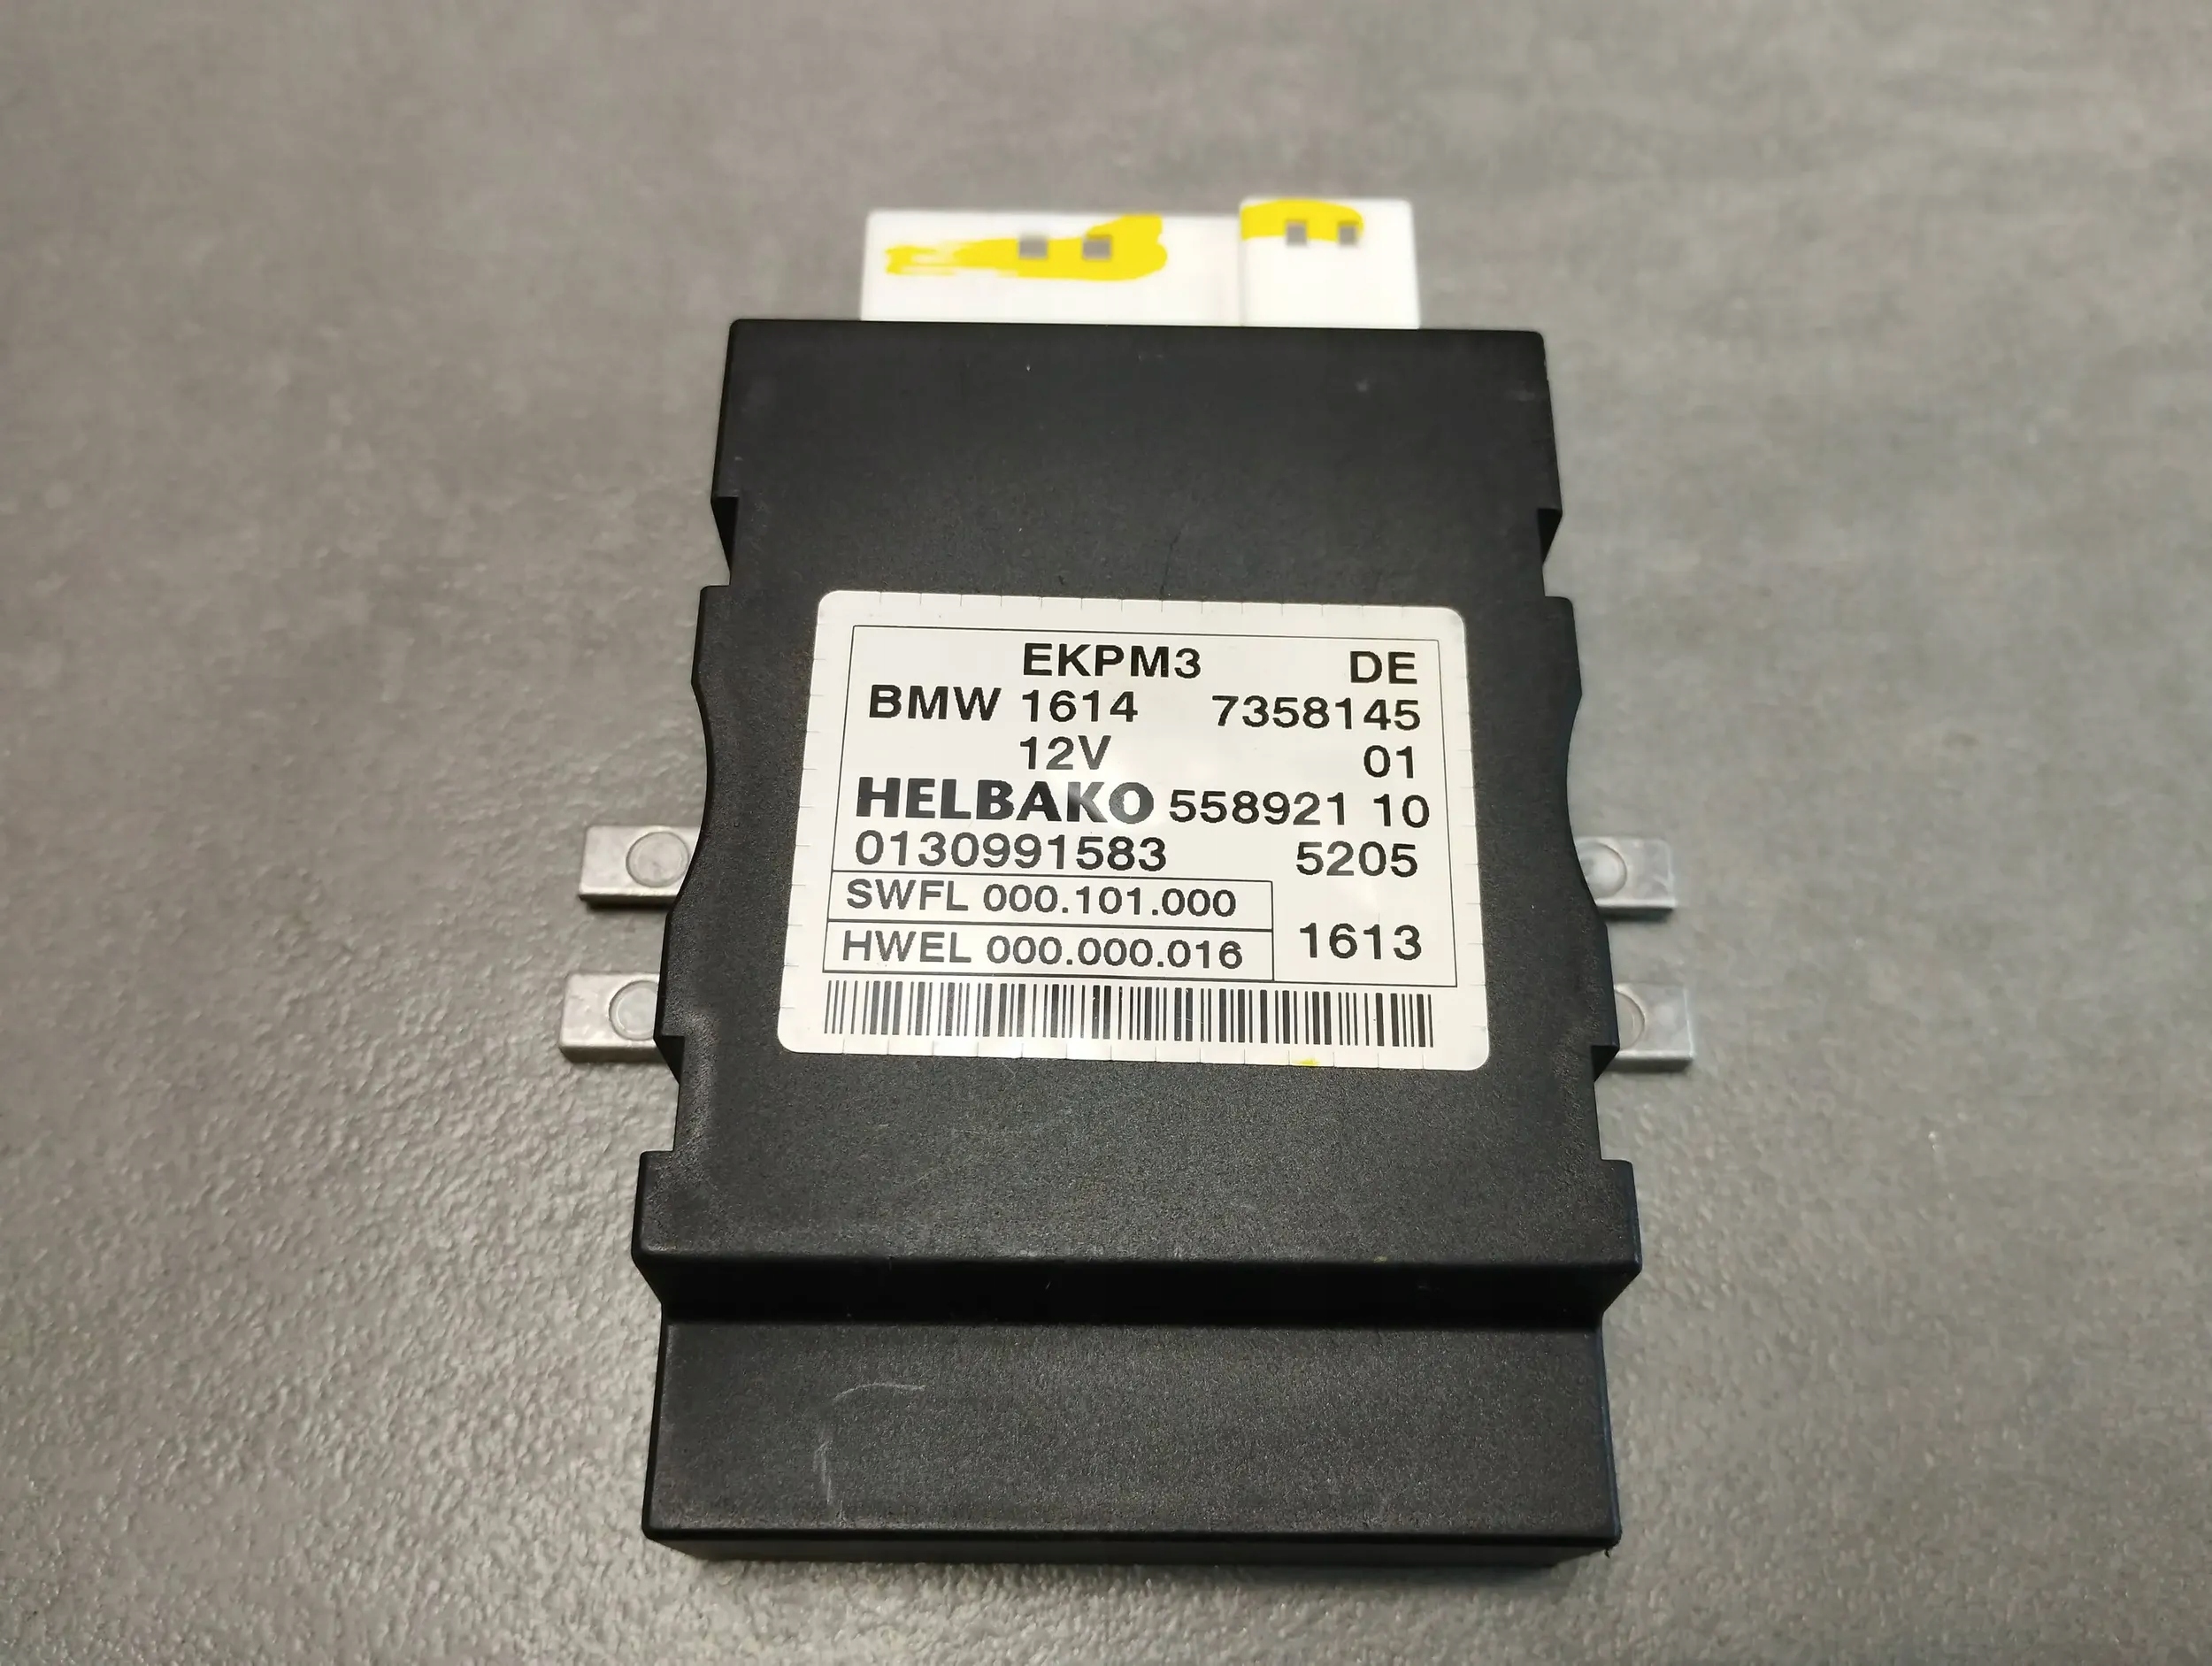 EKPM3 DE
BMW 1614 7358145
12V 01
HELBAKO 558921 10
0130991583 5205
SWFL 000.101.000
HWEL 000.000.016 1613